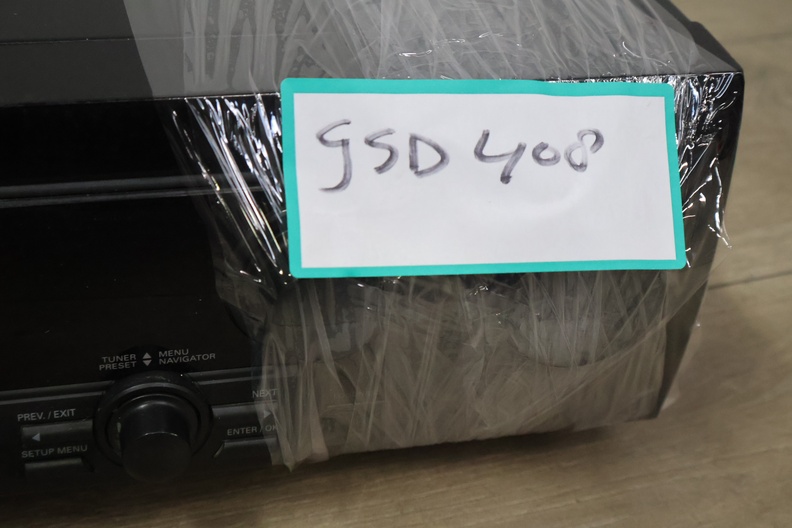 GSD 408
TUNER PRESET
MENU NAVIGATOR
PREV. / EXIT
NEXT
ENTER / OK
SETUP MENU